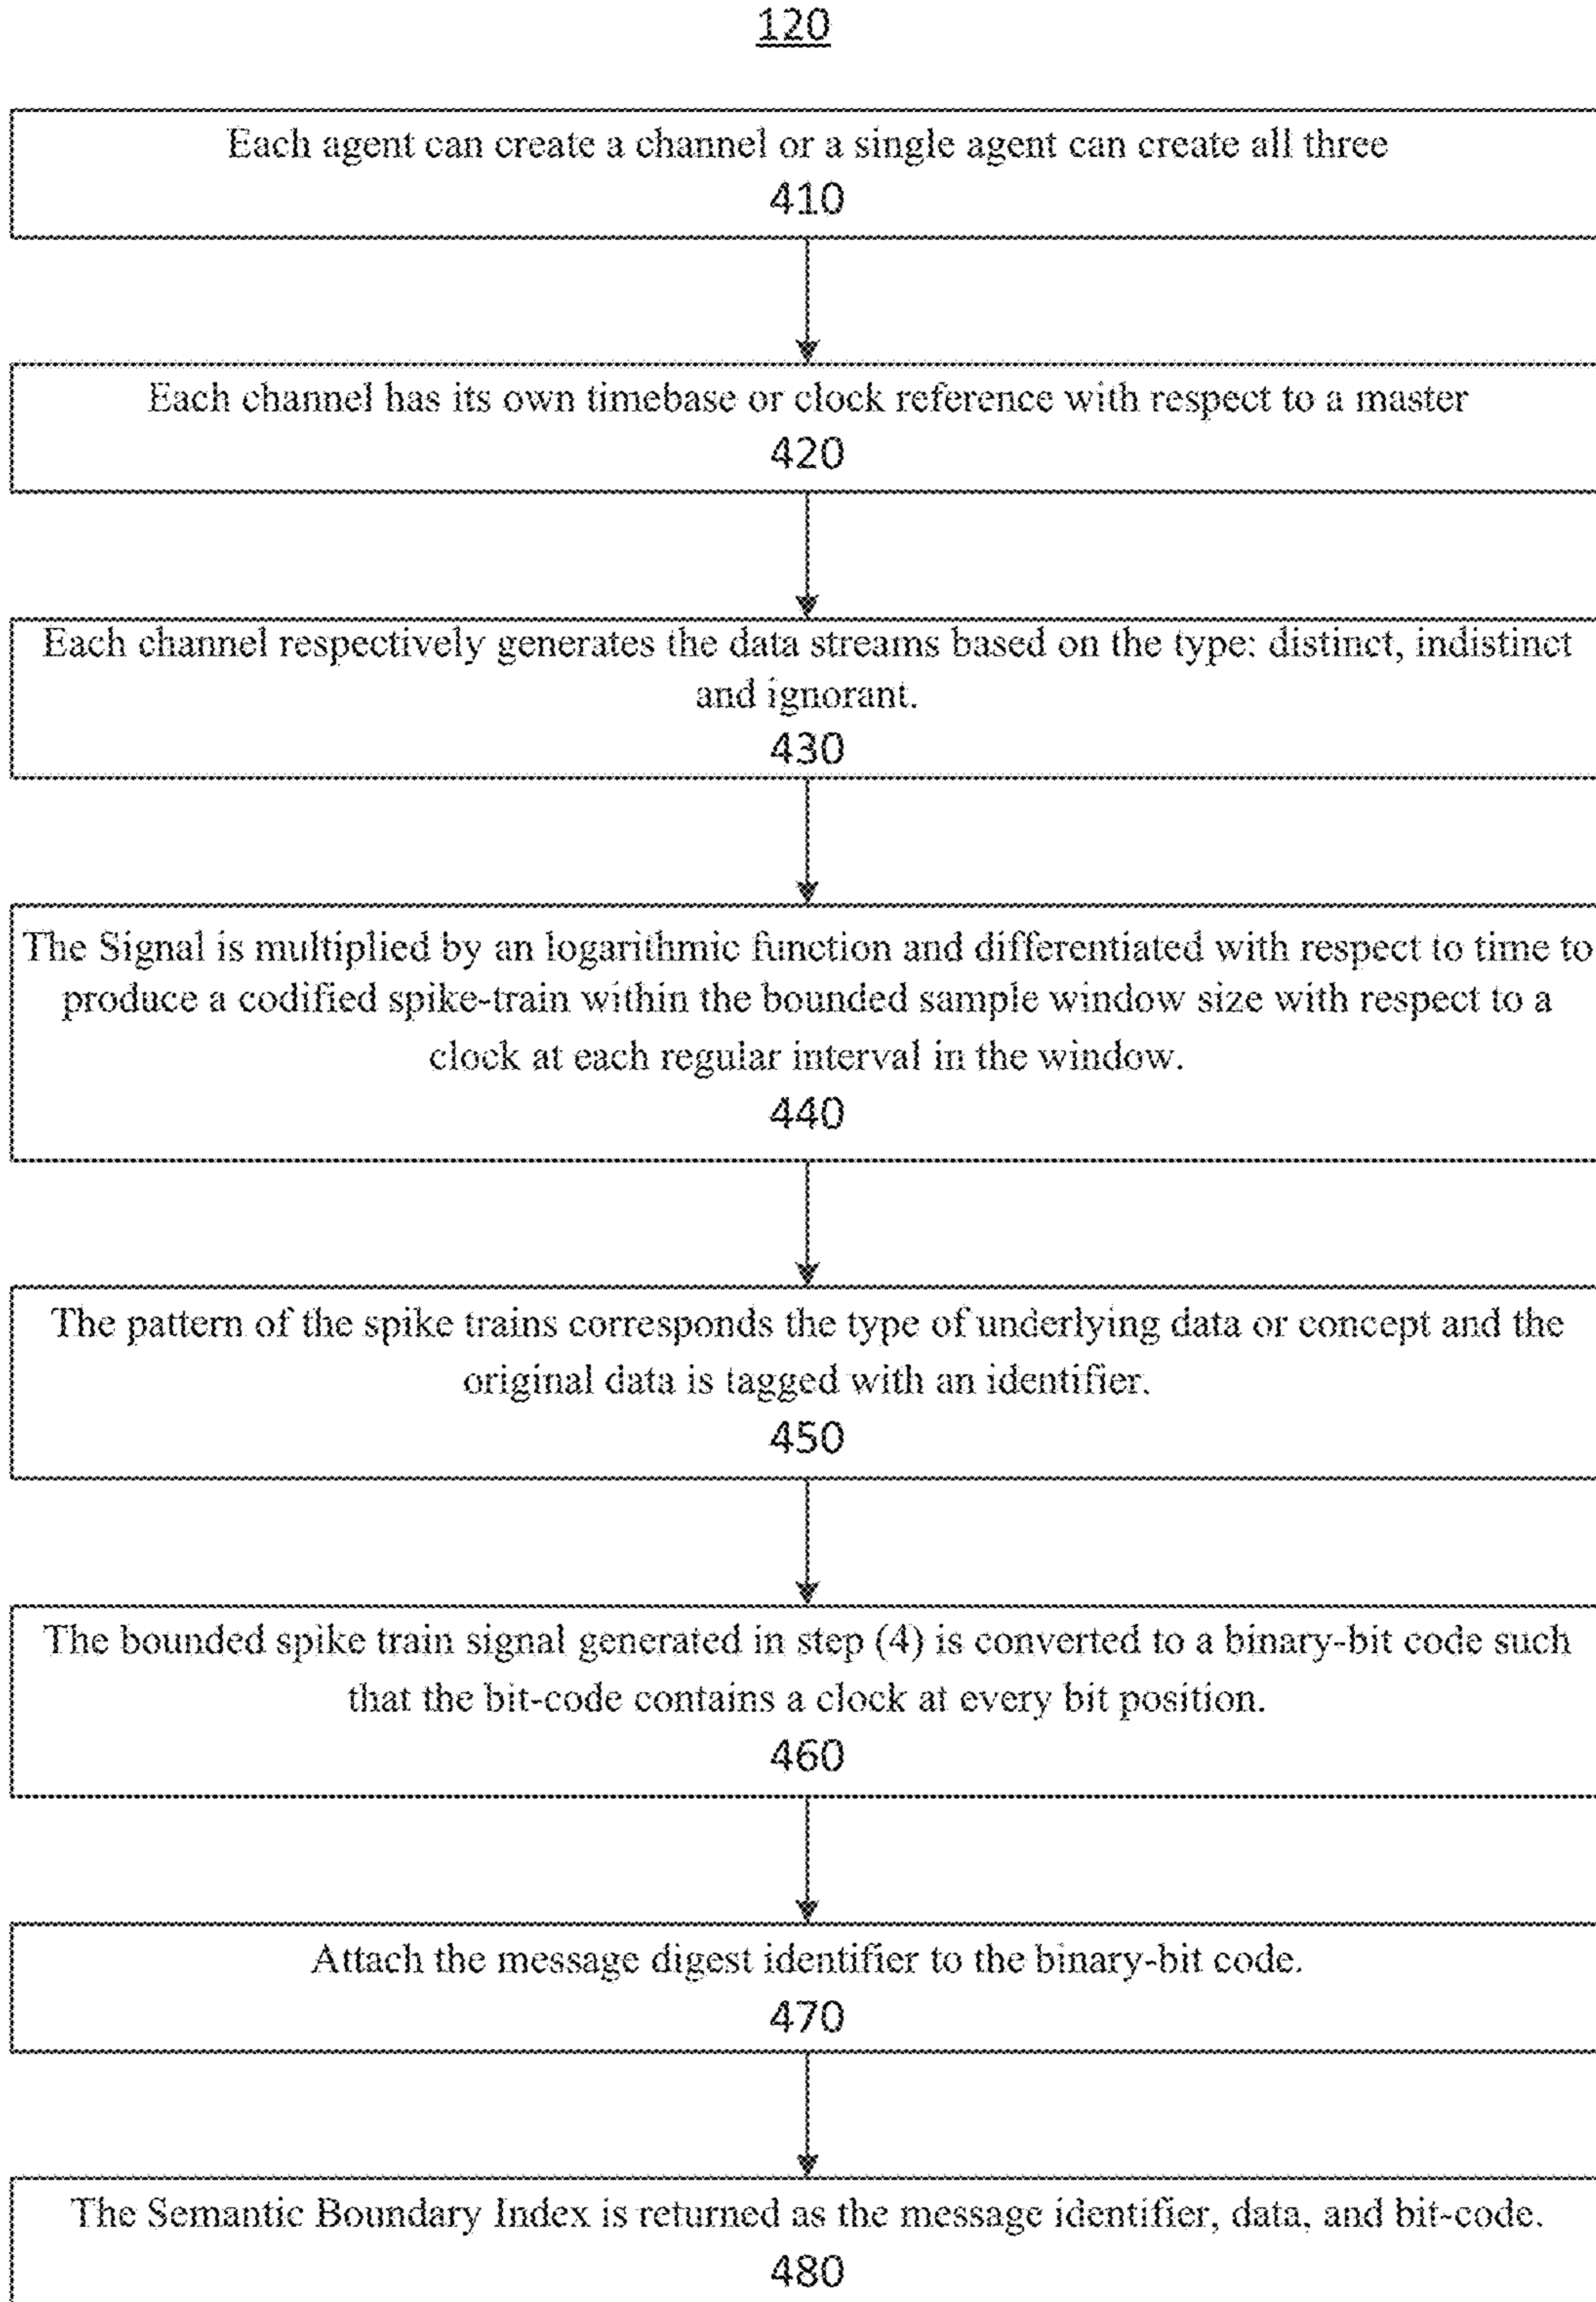 120
Each agent can create a channel or a single agent can create all three
410
Each channel has its own timebase or clock reference with respect to a master
420
Each channel respectively generates the data streams based on the type: distinct, indistinct
and ignorant.
430
The Signal is multiplied by an logarithmic function and differentiated with respect to time to
produce a codified spike-train within the bounded sample window size with respect to a
clock at each regular interval in the window.
440
The pattern of the spike trains corresponds the type of underlying data or concept and the
original data is tagged with an identifier.
450
The bounded spike train signal generated in step (4) is converted to a binary-bit code such
that the bit-code contains a clock at every bit position.
460
Attach the message digest identifier to the binary-bit code.
470
The Semantic Boundary Index is returned as the message identifier, data, and bit-code.
480